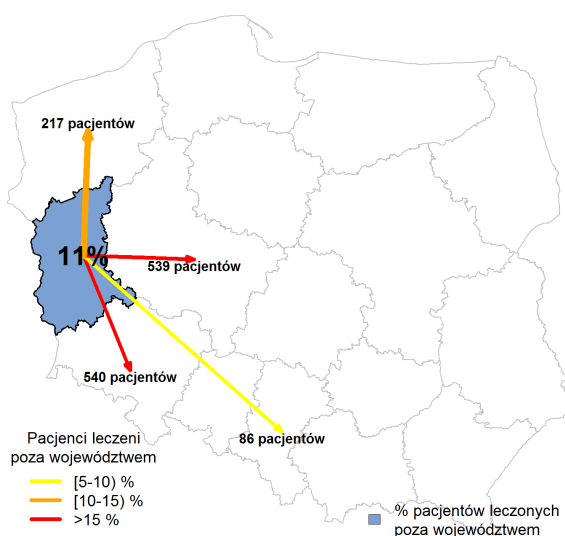 217 pacjentów
11%
539 pacjentów
540 pacjentów
86 pacjentów
Pacjenci leczeni
poza województwem
[5-10) %
[10-15) %
>15 %
% pacjentów leczonych
poza województwem